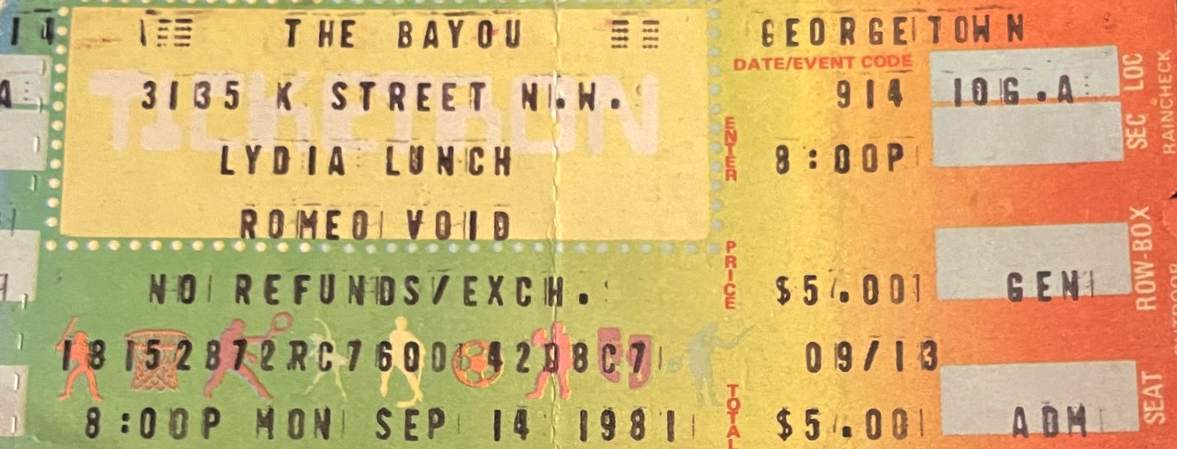 14 THE BAYOU GEORGETOWN
TICKETRON
DATE/EVENT CODE
A 3135 K STREET N.W. 914 10G.A LOC
RAINCHECK
SEC
LYDIA LUNCH ENTER 8:00P
ROMEO VOID
NO REFUNDS/EXCH. PRICE $5.00 GEN ROW-BOX
09/13
8:00P MON SEP 14 1981 TOTAL $5.00 ADM SEAT